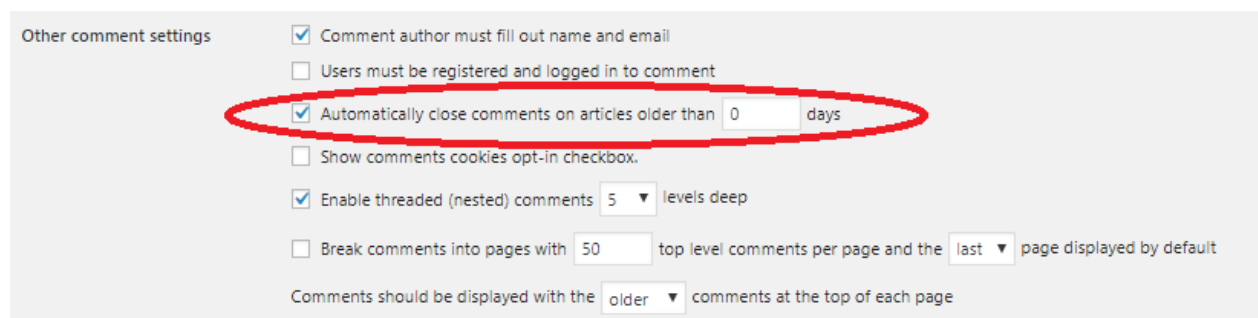 Other comment settings
Comment author must fill out name and email
Users must be registered and logged in to comment
Automatically close comments on articles older than 0 days
Show comments cookies opt-in checkbox.
Enable threaded (nested) comments 5 levels deep
Break comments into pages with 50 top level comments per page and the last page displayed by default
Comments should be displayed with the older comments at the top of each page